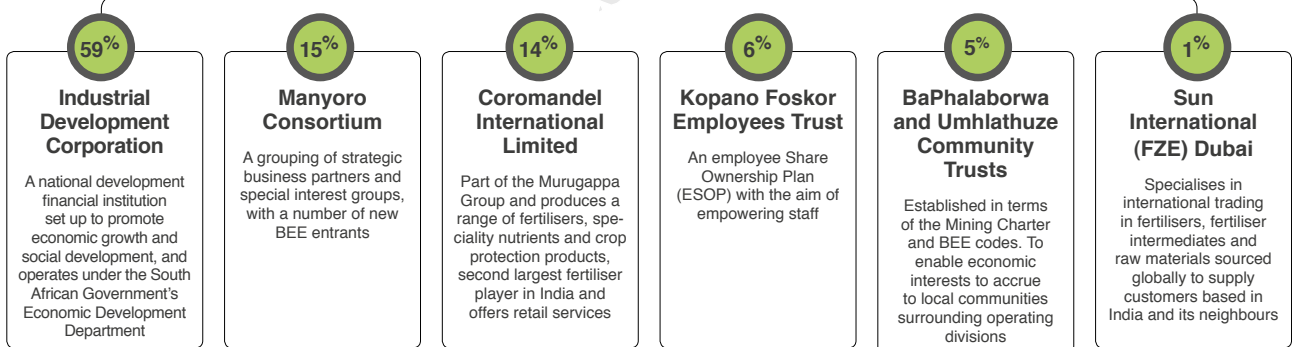 59%
Industrial
Development
Corporation
A national development
financial institution
set up to promote
economic growth and
social development, and
operates under the South
African Government’s
Economic Development
Department
15%
Manyoro
Consortium
A grouping of strategic
business partners and
special interest groups,
with a number of new
BEE entrants
14%
Coromandel
International
Limited
Part of the Murugappa
Group and produces a
range of fertilisers, spe-
ciality nutrients and crop
protection products,
second largest fertiliser
player in India and
offers retail services
6%
Kopano Foskor
Employees Trust
An employee Share
Ownership Plan
(ESOP) with the aim of
empowering staff
5%
BaPhalaborwa
and Umhlathuze
Community
Trusts
Established in terms
of the Mining Charter
and BEE codes. To
enable economic
interests to accrue
to local communities
surrounding operating
divisions
1%
Sun
International
(FZE) Dubai
Specialises in
international trading
in fertilisers, fertiliser
intermediates and
raw materials sourced
globally to supply
customers based in
India and its neighbours